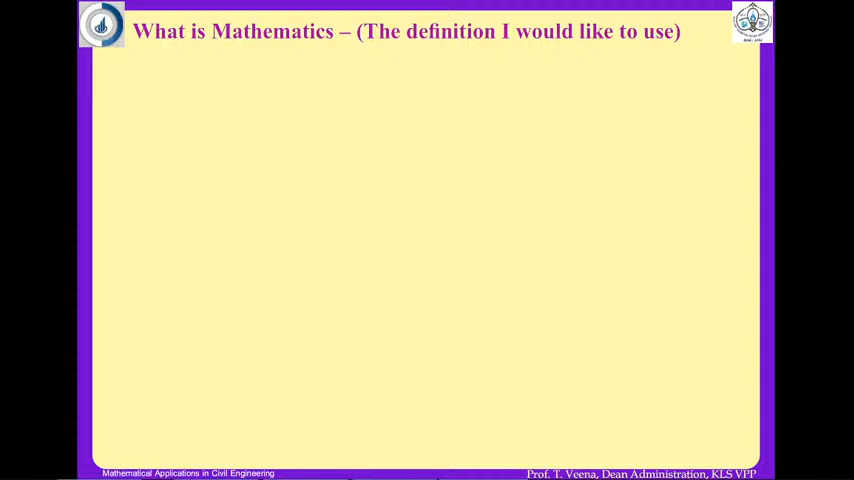 What is Mathematics – (The definition I would like to use)
Mathematical Applications in Civil Engineering
Prof. T. Veena, Dean Administration, KLS VPP